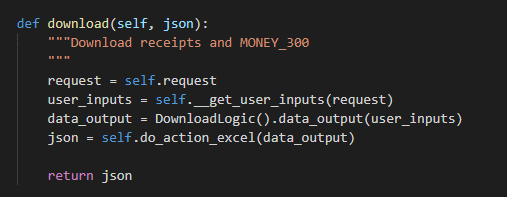 def download(self, json):
    """Download receipts and MONEY_300
    """
    request = self.request
    user_inputs = self.__get_user_inputs(request)
    data_output = DownloadLogic().data_output(user_inputs)
    json = self.do_action_excel(data_output)
    return json